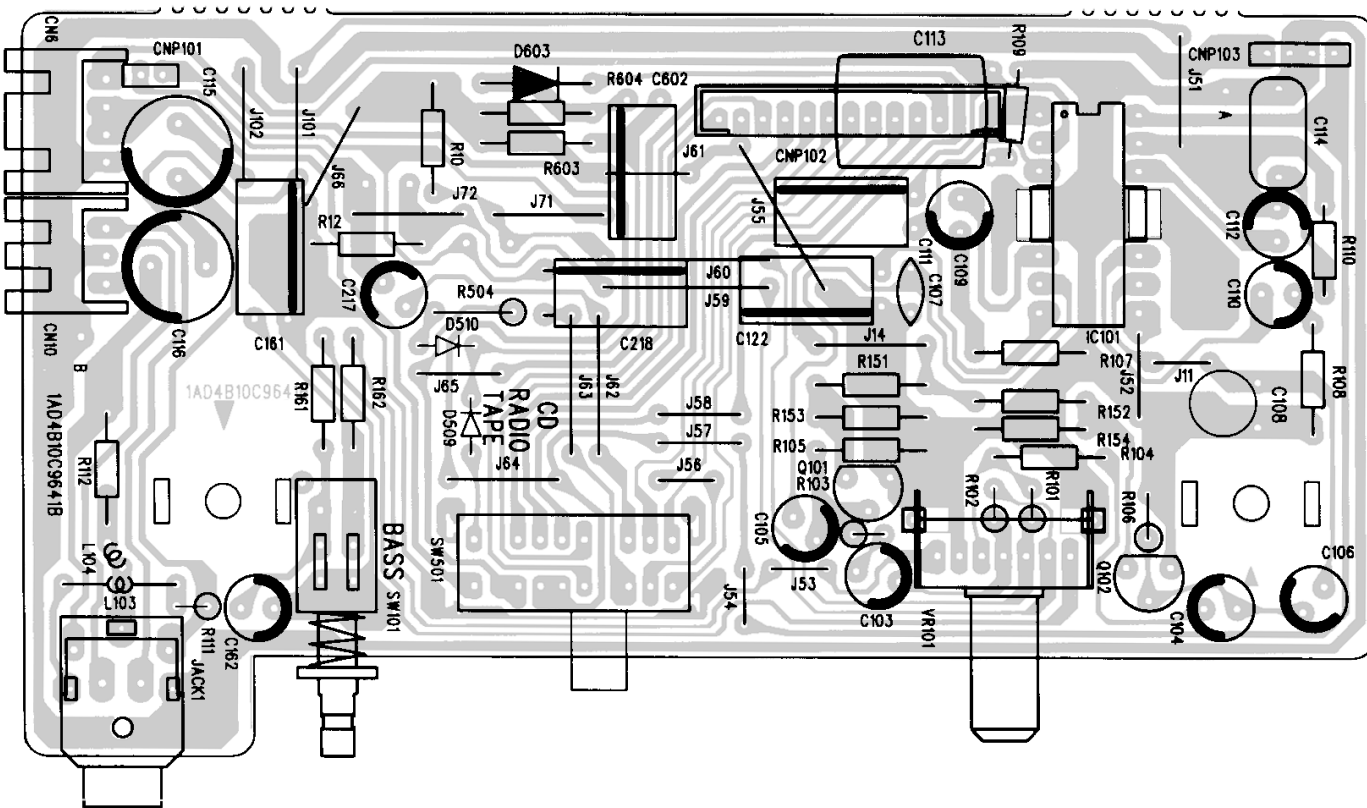 CN6
CNP101
C115
D603
R604 C602
C113
R109
CNP103
J51
A
C114
J102
J101
J66
R10
R603
J61
CNP102
J72
J71
J55
R12
C111
C109
C112
R110
C217
R504
J60
J59
C107
C110
D510
CN10
C116
C161
C218
C122
J14
IC101
B
J65
R151
R107
J52
J11
R108
1AD4B10C964
R161
R162
J63
J62
CD
RADIO
TAPE
D509
J58
R153
R152
C108
J57
R105
R154
R104
1AD4B10C9641B
R112
J64
J56
Q101
R103
R102
R101
R106
BASS
SW101
SW501
C105
L104
L103
J53
J54
Q102
C106
R111
C162
C103
VR101
C104
JACK1